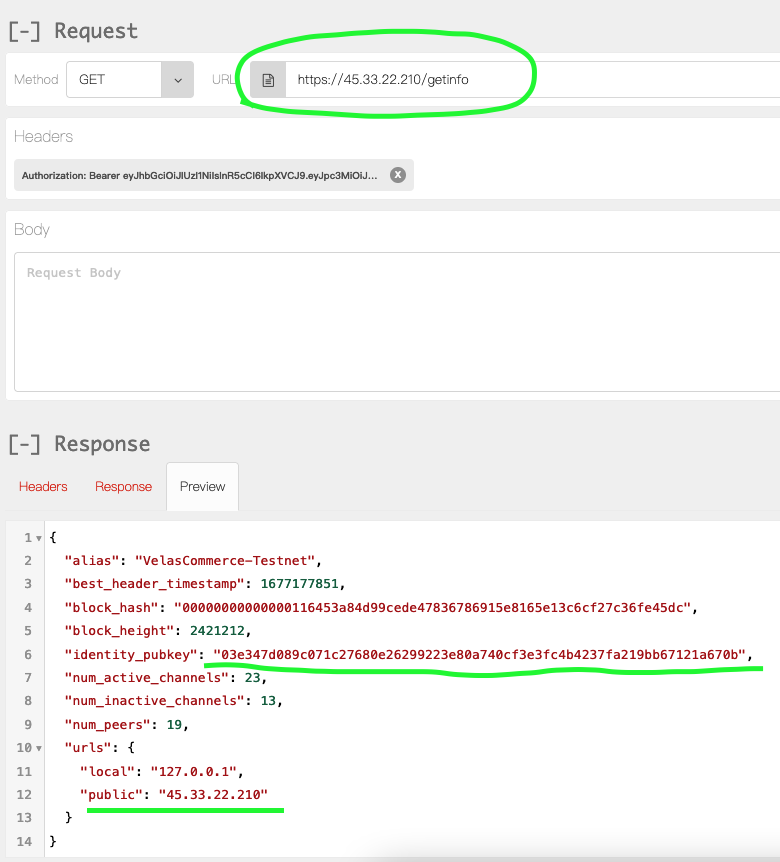 [-] Request
Method GET URL https://45.33.22.210/getinfo
Headers
Authorization: Bearer eyJhbGciOiJIUzI1NiIsInR5cCI6IkpXVCJ9.eyJpc3MiOiJ...
Body
Request Body
[-] Response
Headers Response Preview
1 {
2 "alias": "VelasCommerce-Testnet",
3 "best_header_timestamp": 1677177851,
4 "block_hash": "00000000000000116453a84d99cede47836786915e8165e13c6cf27c36fe45dc",
5 "block_height": 2421212,
6 "identity_pubkey": "03e347d089c071c27680e26299223e80a740cf3e3fc4b4237fa219bb67121a670b",
7 "num_active_channels": 23,
8 "num_inactive_channels": 13,
9 "num_peers": 19,
10 "urls": {
11 "local": "127.0.0.1",
12 "public": "45.33.22.210"
13 }
14 }